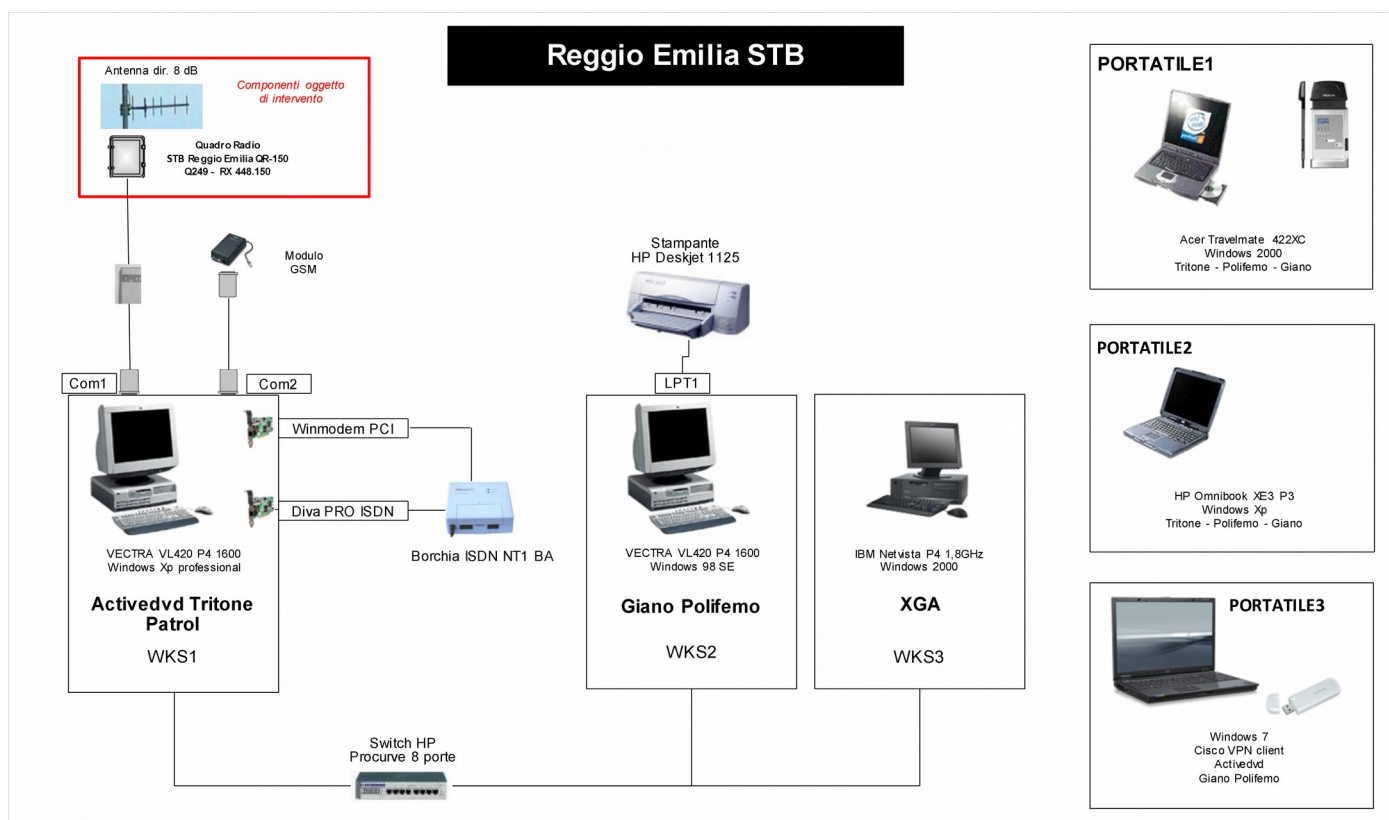 Reggio Emilia STB
Antenna dir. 8 dB
Componenti oggetto
di intervento
Quadro Radio
STB Reggio Emilia QR-150
Q249 - RX 448.150
Modulo
GSM
Com1
Com2
Winmodem PCI
Diva PRO ISDN
Borchia ISDN NT1 BA
VECTRA VL420 P4 1600
Windows Xp professional
Activedvd Tritone
Patrol
WKS1
Stampante
HP Deskjet 1125
LPT1
VECTRA VL420 P4 1600
Windows 98 SE
Giano Polifemo
WKS2
IBM Netvista P4 1,8GHz
Windows 2000
XGA
WKS3
Switch HP
Procurve 8 porte
PORTATILE1
Acer Travelmate 422XC
Windows 2000
Tritone - Polifemo - Giano
PORTATILE2
HP Omnibook XE3 P3
Windows Xp
Tritone - Polifemo - Giano
PORTATILE3
Windows 7
Cisco VPN client
Activedvd
Giano Polifemo